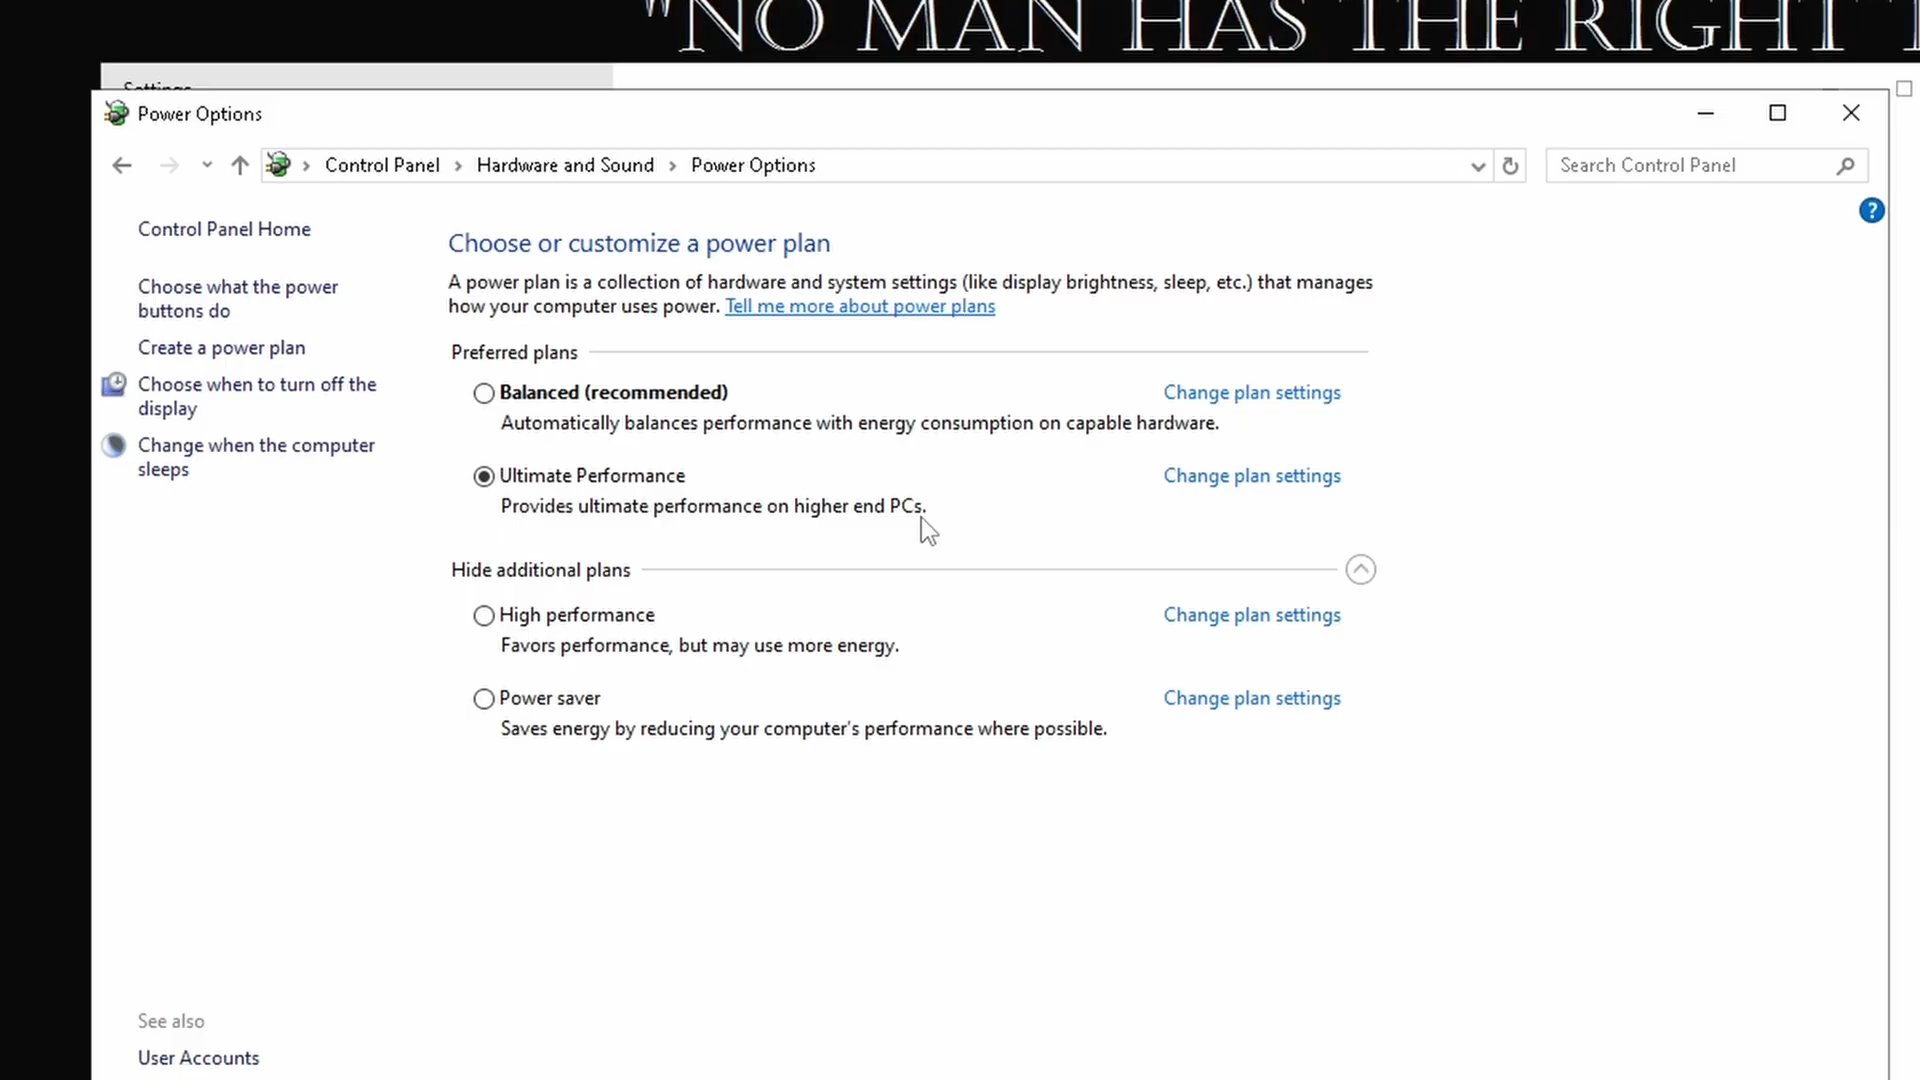 "NO MAN HAS THE RIGHT
Settings
Power Options
Control Panel > Hardware and Sound > Power Options
Search Control Panel
?
Control Panel Home
Choose what the power
buttons do
Create a power plan
Choose when to turn off the
display
Change when the computer
sleeps
Choose or customize a power plan
A power plan is a collection of hardware and system settings (like display brightness, sleep, etc.) that manages
how your computer uses power. Tell me more about power plans
Preferred plans
Balanced (recommended) Change plan settings
Automatically balances performance with energy consumption on capable hardware.
Ultimate Performance Change plan settings
Provides ultimate performance on higher end PCs.
Hide additional plans
High performance Change plan settings
Favors performance, but may use more energy.
Power saver Change plan settings
Saves energy by reducing your computer's performance where possible.
See also
User Accounts